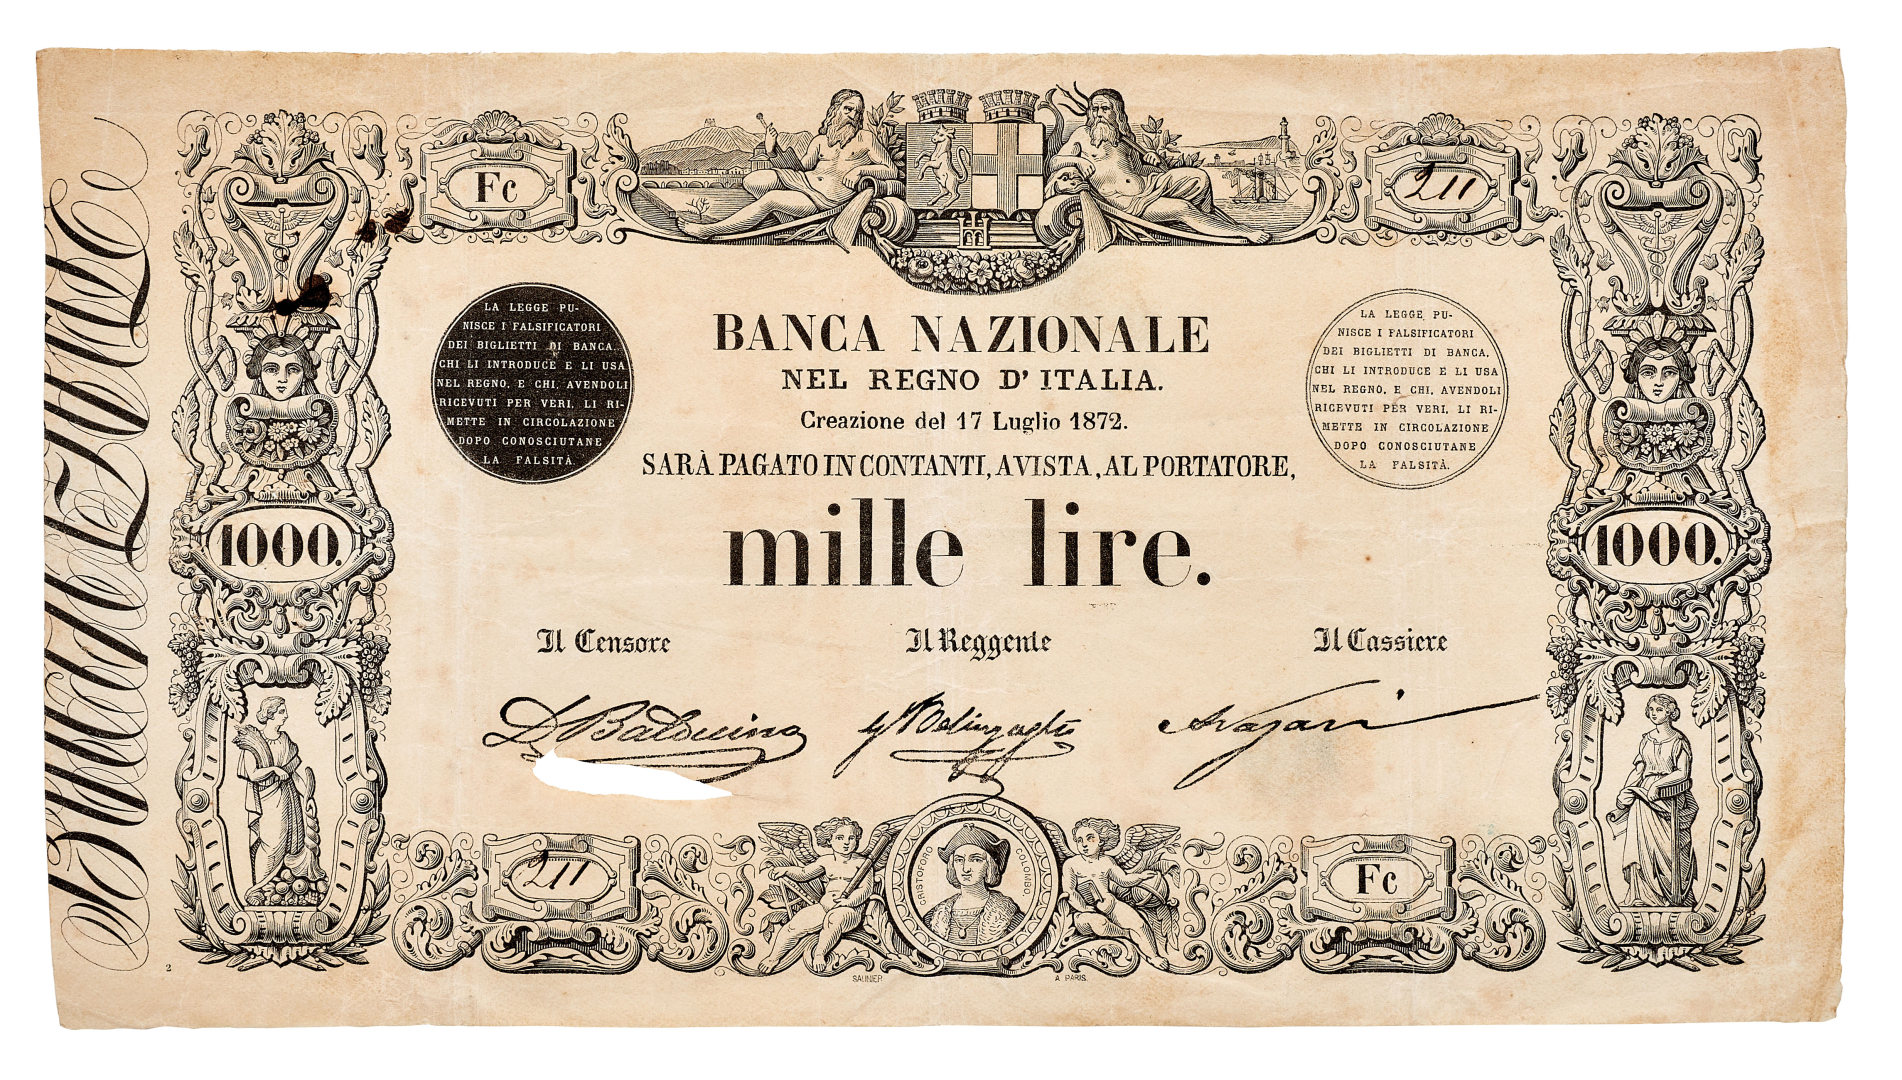 Fc
211
LA LEGGE PU-
NISCE I FALSIFICATORI
DEI BIGLIETTI DI BANCA.
CHI LI INTRODUCE E LI USA
NEL REGNO, E CHI, AVENDOLI
RICEVUTI PER VERI, LI RI-
METTE IN CIRCOLAZIONE
DOPO CONOSCIUTANE
LA FALSITÀ
BANCA NAZIONALE
NEL REGNO D'ITALIA.
Creazione del 17 Luglio 1872.
SARÀ PAGATO IN CONTANTI, A VISTA, AL PORTATORE,
mille lire.
LA LEGGE PU-
NISCE I FALSIFICATORI
DEI BIGLIETTI DI BANCA.
CHI LI INTRODUCE E LI USA
NEL REGNO, E CHI, AVENDOLI
RICEVUTI PER VERI, LI RI-
METTE IN CIRCOLAZIONE
DOPO CONOSCIUTANE
LA FALSITÀ.
1000.
1000.
Il Censore
Il Reggente
Il Cassiere
D Balduino
211
CRISTOFORO COLOMBO
Fc
2
SAUNIER
A PARIS.